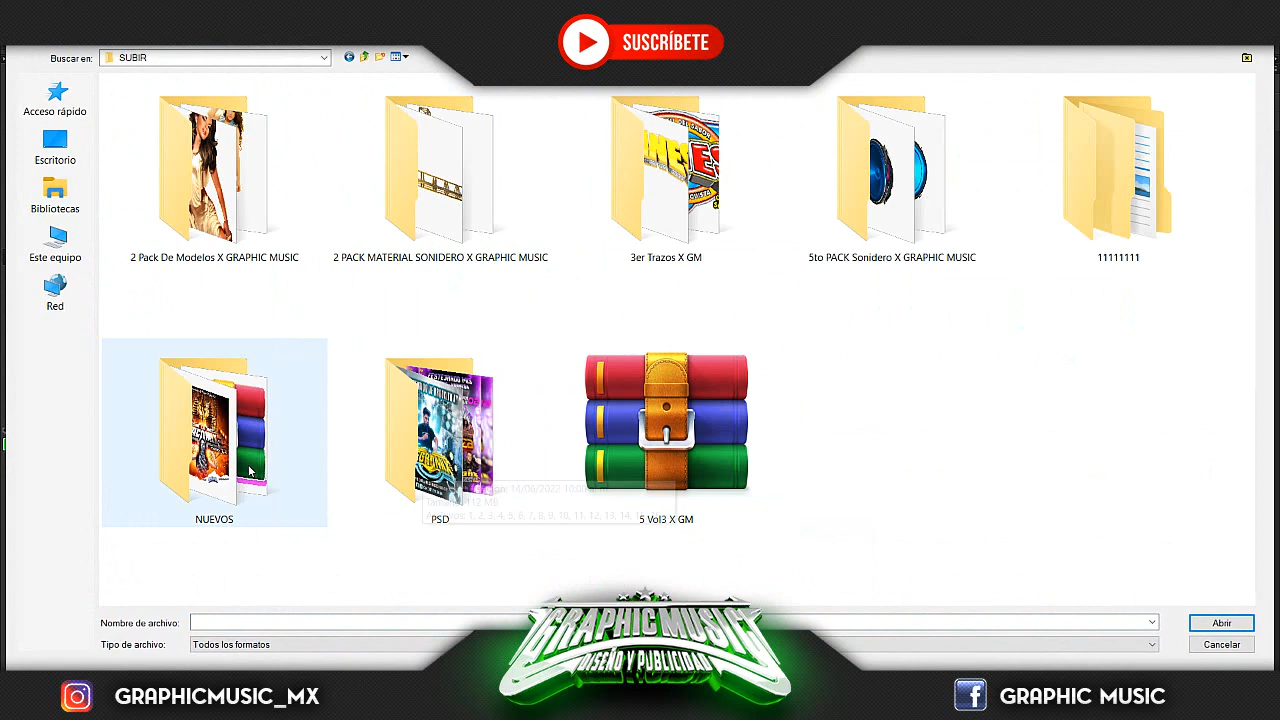 SUSCRÍBETE
Buscar en:
SUBIR
Acceso rápido
Escritorio
Bibliotecas
Este equipo
Red
2 Pack De Modelos X GRAPHIC MUSIC
2 PACK MATERIAL SONIDERO X GRAPHIC MUSIC
3er Trazos X GM
5to PACK Sonidero X GRAPHIC MUSIC
11111111
NUEVOS
PSD
5 Vol3 X GM
Nombre de archivo:
Tipo de archivo:
Todos los formatos
Abrir
Cancelar
GRAPHIC MUSIC
DISEÑO Y PUBLICIDAD
GRAPHICMUSIC_MX
GRAPHIC MUSIC